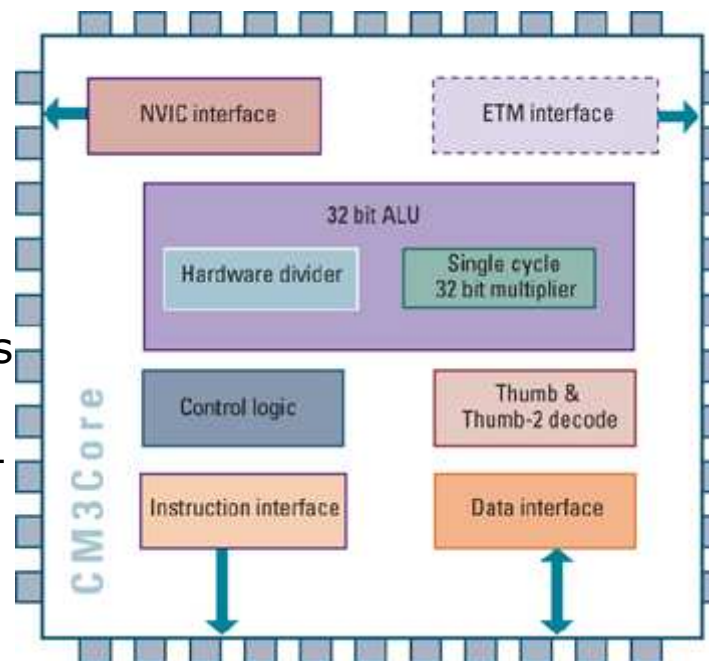 NVIC interface
ETM interface
32 bit ALU
Hardware divider
Single cycle
32 bit multiplier
s
Control logic
Thumb &
Thumb-2 decode
Instruction interface
Data interface
CM3Core